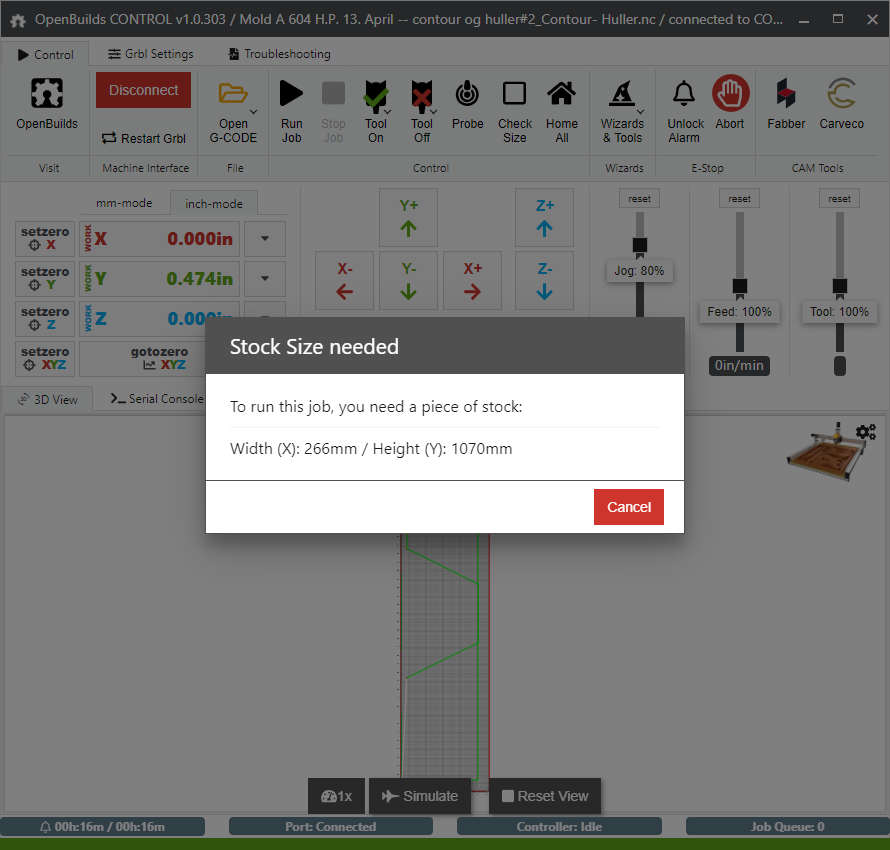 OpenBuilds CONTROL v1.0.303 / Mold A 604 H.P. 13. April -- contour og huller#2_Contour- Huller.nc / connected to CO...
Control
Grbl Settings
Troubleshooting
OpenBuilds
Disconnect
Restart Grbl
Open
G-CODE
Run
Job
Stop
Job
Tool
On
Tool
Off
Probe
Check
Size
Home
All
Wizards
& Tools
Unlock
Alarm
Abort
Fabber
Carveco
Visit
Machine Interface
File
Control
Wizards
E-Stop
CAM Tools
mm-mode
inch-mode
setzero
X
WORK
X 0.000in
setzero
Y
WORK
Y 0.474in
setzero
Z
WORK
Z 0.000in
setzero
XYZ
gotozero
XYZ
Y+
Z+
X-
Y-
X+
Z-
reset
Jog: 80%
reset
Feed: 100%
0in/min
reset
Tool: 100%
3D View
Serial Console
Stock Size needed
To run this job, you need a piece of stock:
Width (X): 266mm / Height (Y): 1070mm
Cancel
1x
Simulate
Reset View
00h:16m / 00h:16m
Port: Connected
Controller: Idle
Job Queue: 0